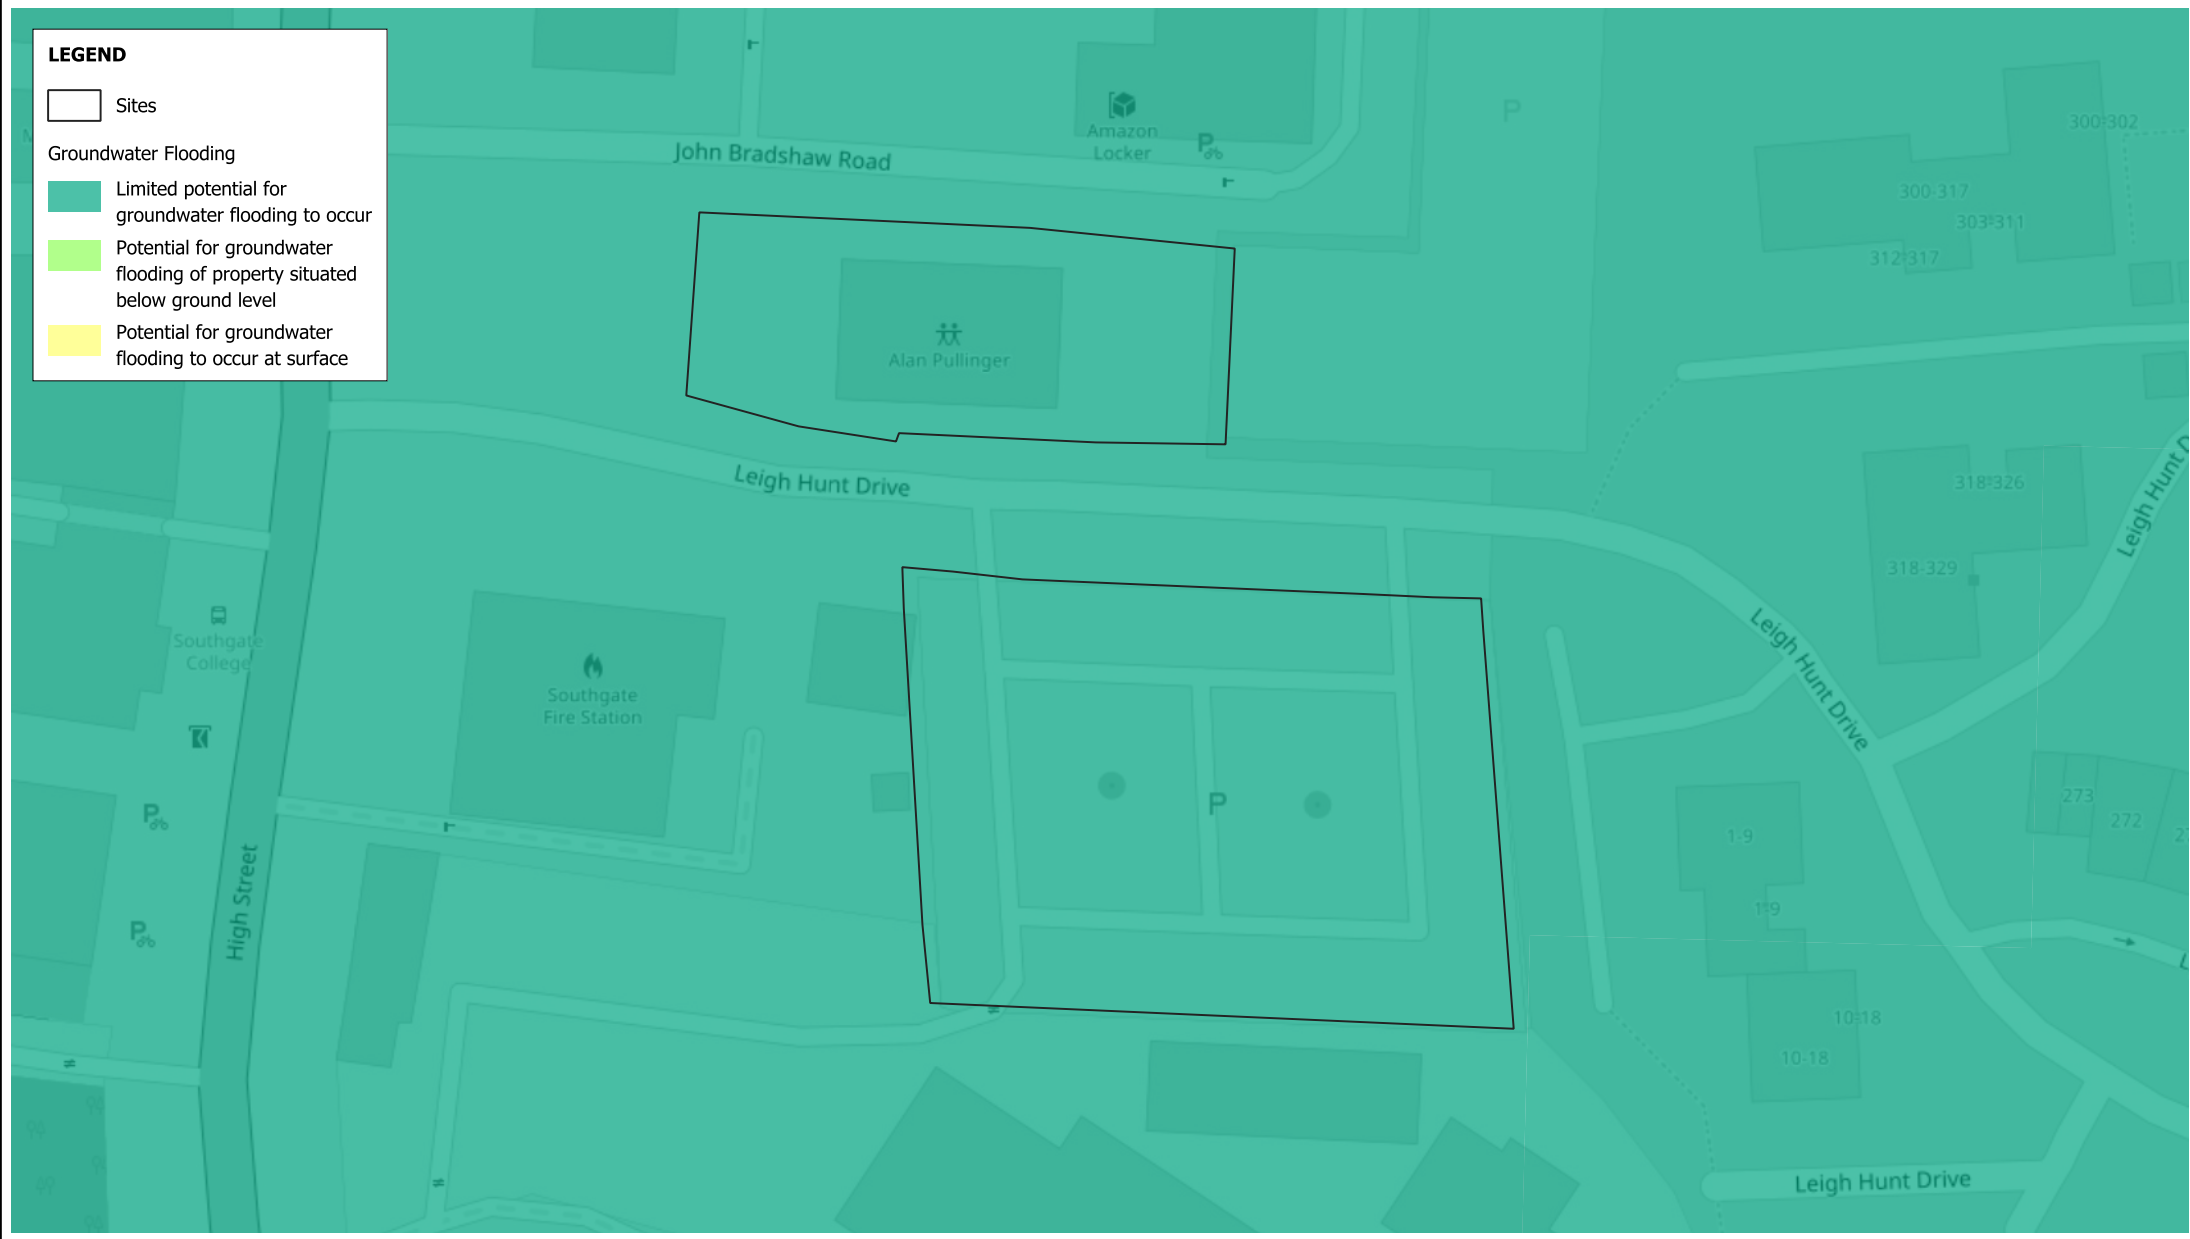 LEGEND
Sites
Groundwater Flooding
Limited potential for
groundwater flooding to occur
Potential for groundwater
flooding of property situated
below ground level
Potential for groundwater
flooding to occur at surface
John Bradshaw Road
Amazon
Locker
P
P
300-302
300-317
303-311
312-317
Alan Pullinger
Leigh Hunt Drive
318-326
318-329
Leigh Hunt D
Southgate
College
Southgate
Fire Station
Leigh Hunt Drive
P
P
P
High Street
273
272
27
1-9
1-9
10-18
10-18
L
Leigh Hunt Drive